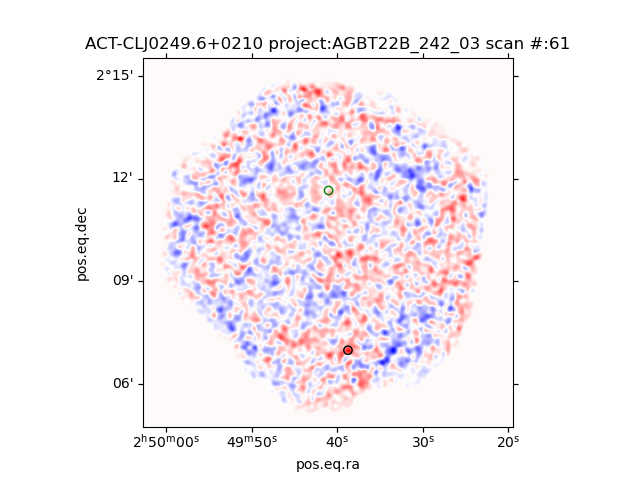 ACT-CLJ0249.6+0210 project:AGBT22B_242_03 scan #:61
2°15'
12'
09'
06'
pos.eq.dec
2ʰ50ᵐ00ˢ 49ᵐ50ˢ 40ˢ 30ˢ 20ˢ
pos.eq.ra